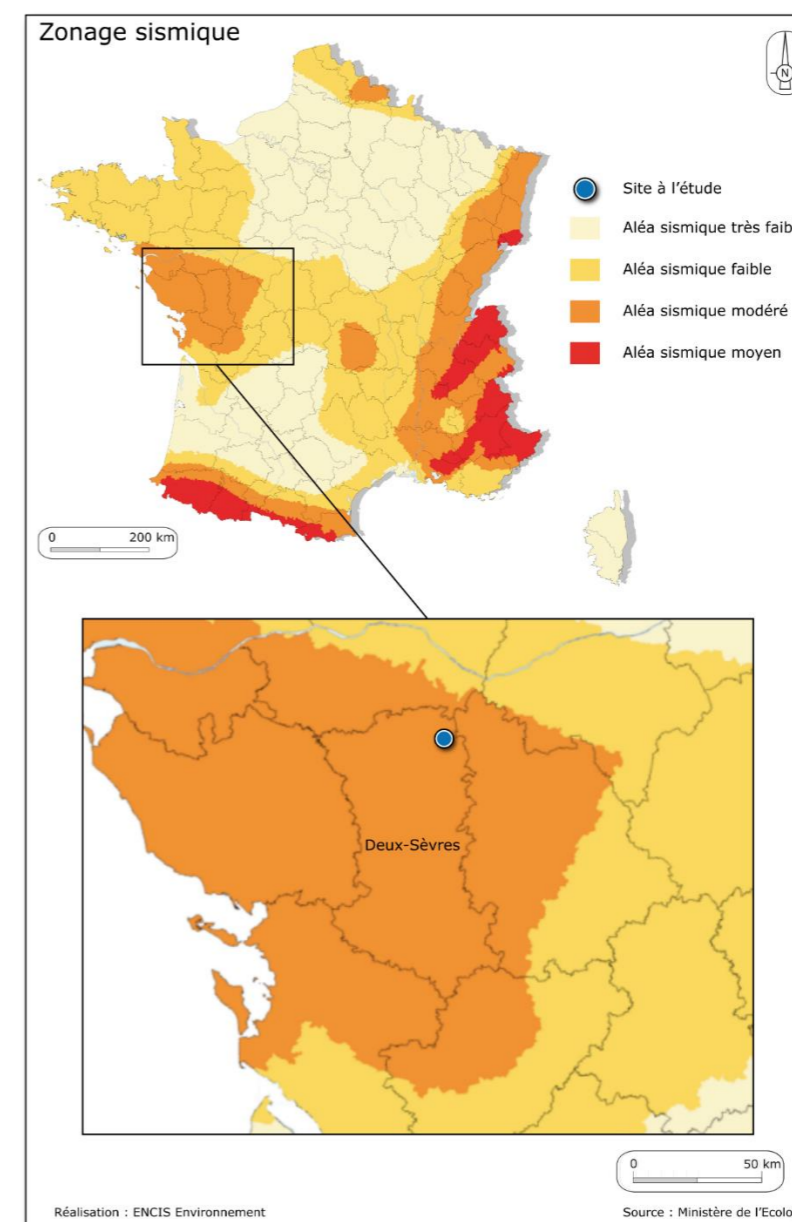 Zonage sismique
N
Site à l'étude
Aléa sismique très faib
Aléa sismique faible
Aléa sismique modéré
Aléa sismique moyen
0 200 km
Deux-Sèvres
0 50 km
Réalisation : ENCIS Environnement Source : Ministère de l'Ecolo